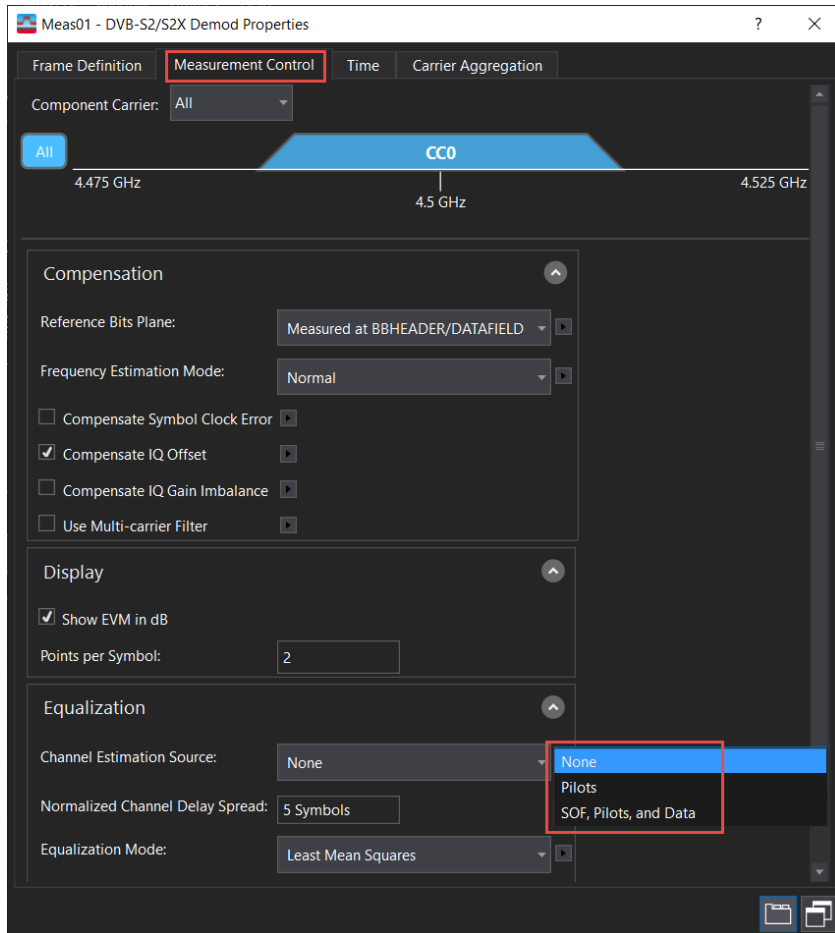 Meas01 - DVB-S2/S2X Demod Properties ?
Frame Definition Measurement Control Time Carrier Aggregation
Component Carrier: All
All CC0
4.475 GHz 4.525 GHz
4.5 GHz
Compensation
Reference Bits Plane: Measured at BBHEADER/DATAFIELD
Frequency Estimation Mode: Normal
Compensate Symbol Clock Error
Compensate IQ Offset
Compensate IQ Gain Imbalance
Use Multi-carrier Filter
Display
Show EVM in dB
Points per Symbol: 2
Equalization
Channel Estimation Source: None None
Pilots
Normalized Channel Delay Spread: 5 Symbols SOF, Pilots, and Data
Equalization Mode: Least Mean Squares